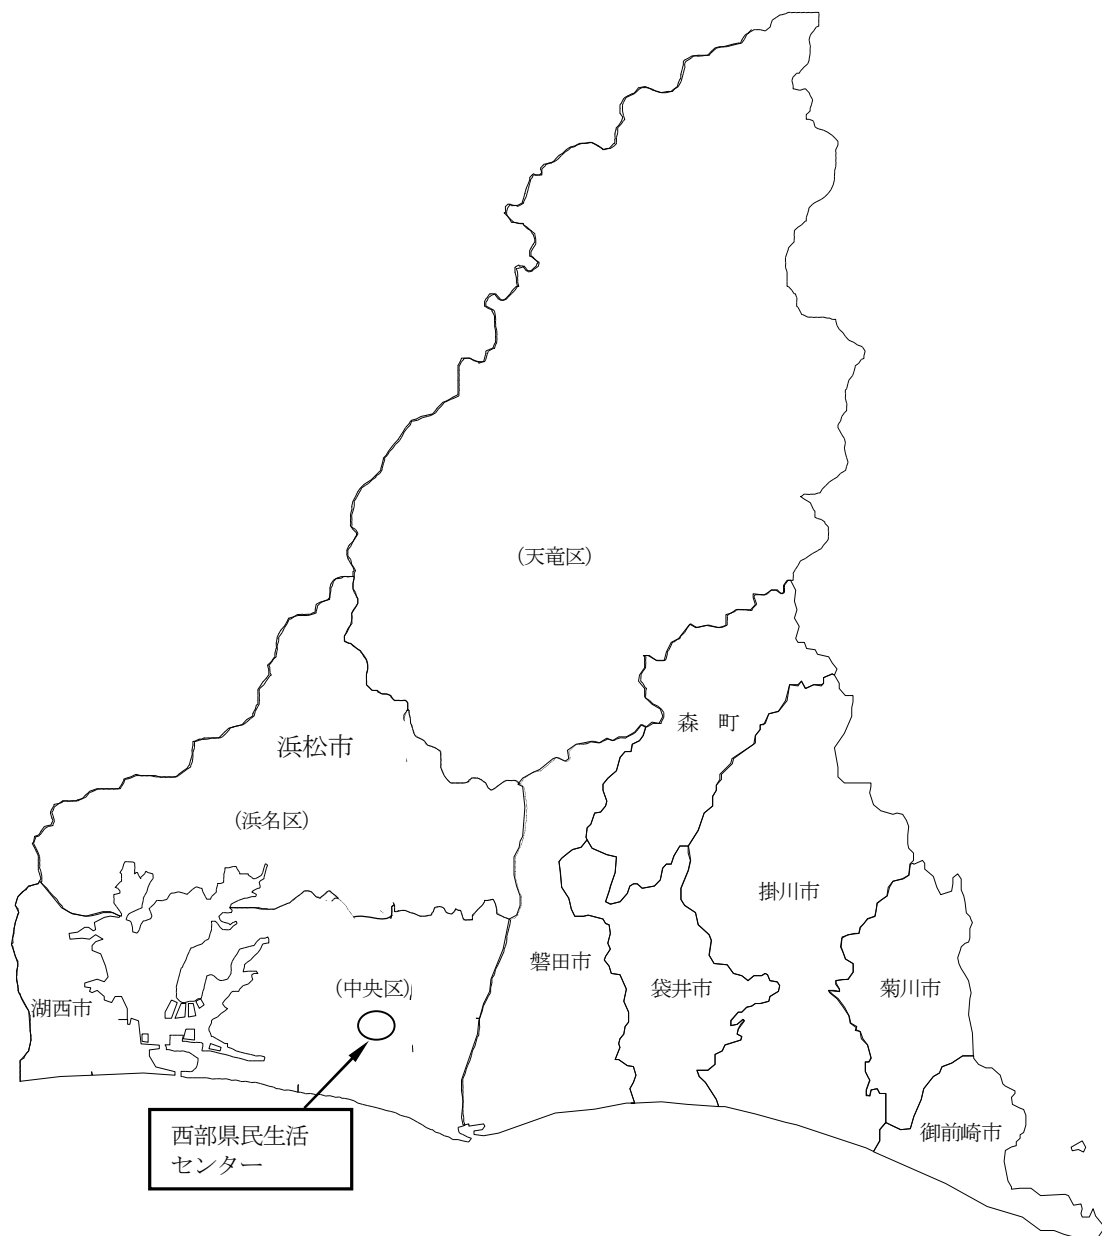 (天竜区)
森　町
浜松市
(浜名区)
掛川市
磐田市
(中央区)
袋井市
菊川市
湖西市
御前崎市
西部県民生活
センター